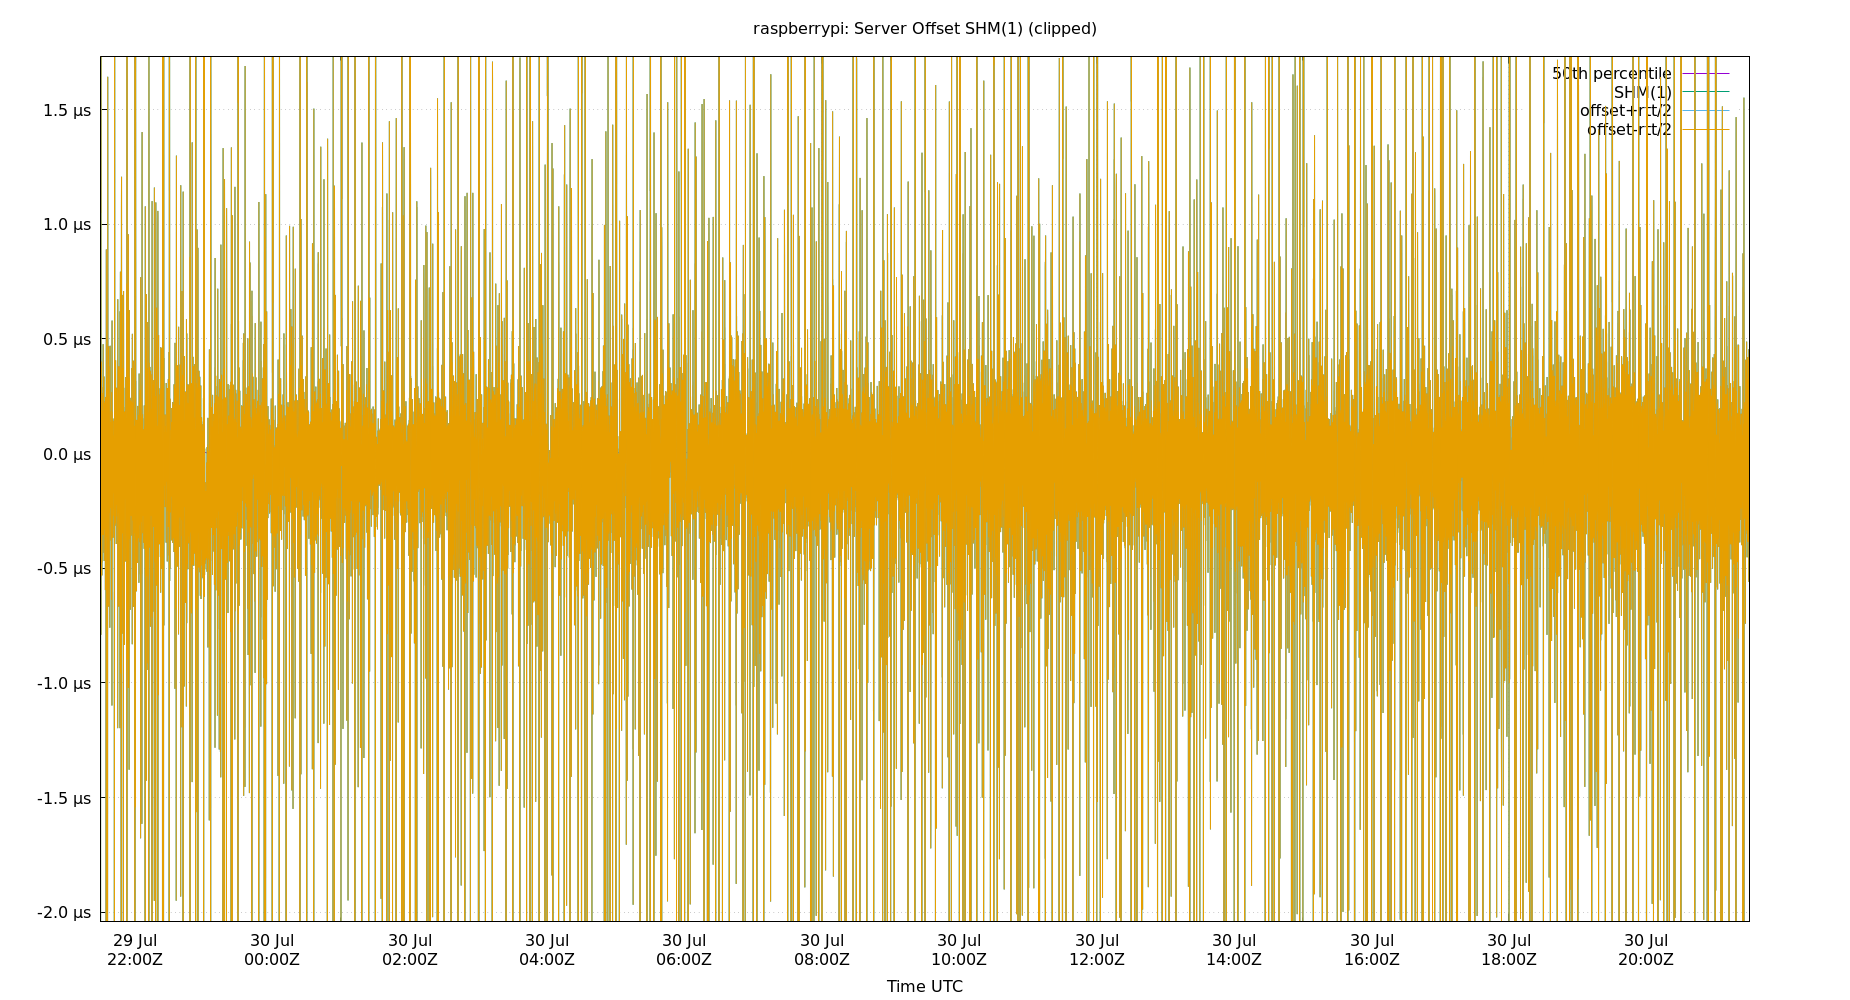 raspberrypi: Server Offset SHM(1) (clipped)
50th percentile
SHM(1)
offset+rtt/2
offset-rtt/2
1.5 µs
1.0 µs
0.5 µs
0.0 µs
-0.5 µs
-1.0 µs
-1.5 µs
-2.0 µs
29 Jul 30 Jul 30 Jul 30 Jul 30 Jul 30 Jul 30 Jul 30 Jul 30 Jul 30 Jul 30 Jul 30 Jul
22:00Z 00:00Z 02:00Z 04:00Z 06:00Z 08:00Z 10:00Z 12:00Z 14:00Z 16:00Z 18:00Z 20:00Z
Time UTC